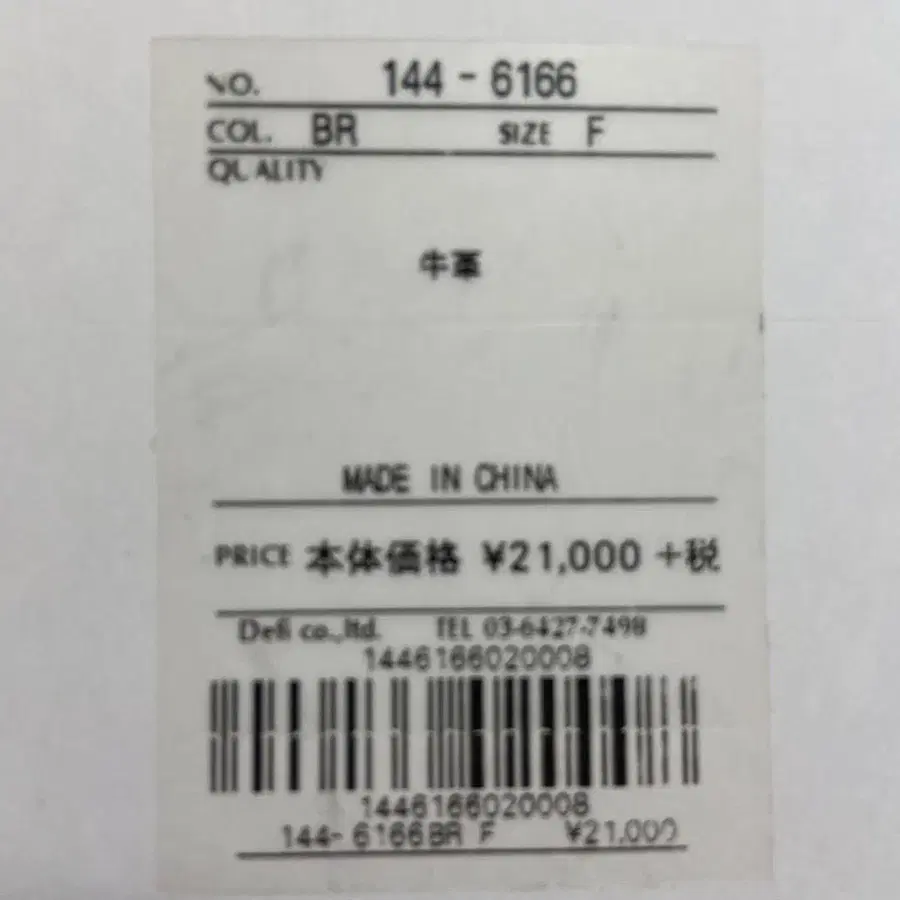 NO. 144 - 6166
COL. BR SIZE F
QUALITY
牛革
MADE IN CHINA
PRICE 本体価格 ¥21,000 +税
Defi co.,ltd. TEL 03-6427-7498
1446166020008
1446166020008
144- 6166BR F ¥21,000